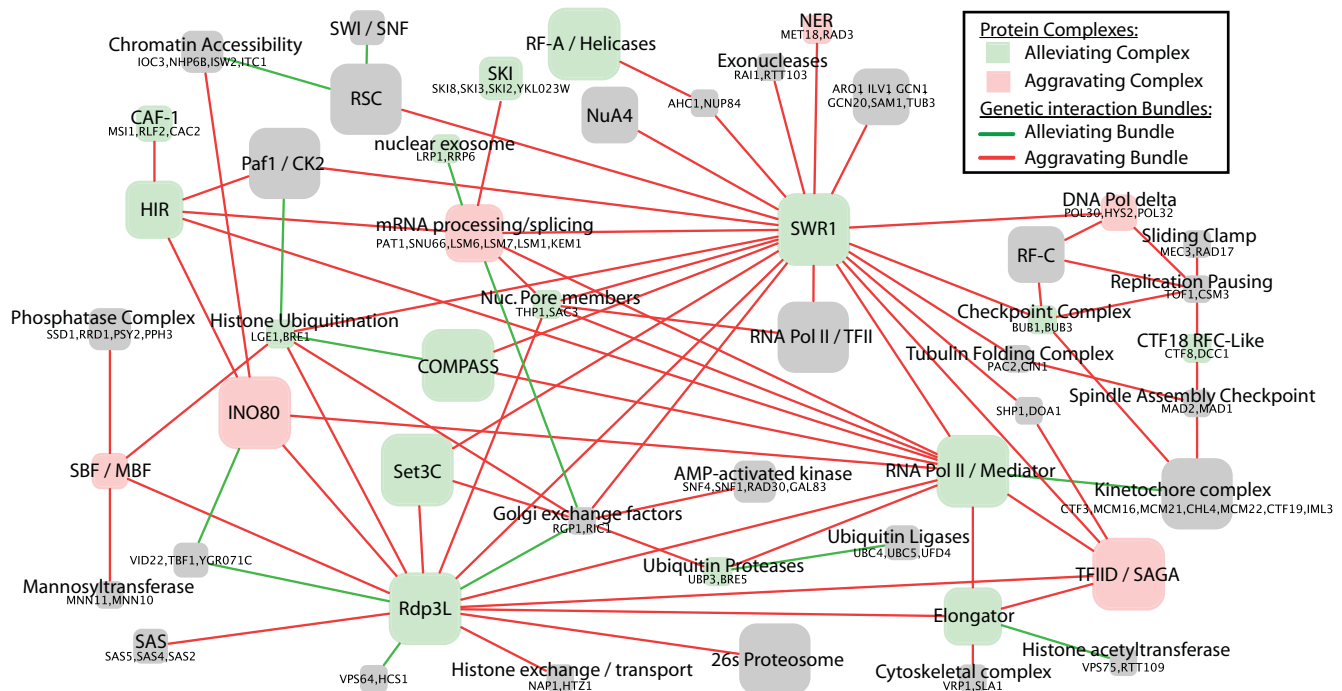 Chromatin Accessibility
IOC3,NHP6B,ISW2,ITC1
SWI / SNF
RSC
SKI
SKI8,SKI3,SKI2,YKL023W
RF-A / Helicases
NER
MET18,RAD3
Exonucleases
RAI1,RTT103
AHC1,NUP84
NuA4
ARO1 ILV1 GCN1
GCN20,SAM1,TUB3
Protein Complexes:
Alleviating Complex
Aggravating Complex
Genetic interaction Bundles:
Alleviating Bundle
Aggravating Bundle
CAF-1
MSI1,RLF2,CAC2
Paf1 / CK2
nuclear exosome
LRP1,RRP6
HIR
mRNA processing/splicing
PAT1,SNU66,LSM6,LSM7,LSM1,KEM1
SWR1
DNA Pol delta
POL30,HYS2,POL32
RF-C
Sliding Clamp
MEC3,RAD17
Replication Pausing
TOF1,CSM3
Phosphatase Complex
SSD1,RRD1,PSY2,PPH3
Histone Ubiquitination
LGE1,BRE1
Nuc. Pore members
THP1,SAC3
RNA Pol II / TFII
Checkpoint Complex
BUB1,BUB3
CTF18 RFC-Like
CTF8,DCC1
COMPASS
Tubulin Folding Complex
PAC2,CIN1
Spindle Assembly Checkpoint
MAD2,MAD1
INO80
SHP1,DOA1
SBF / MBF
Set3C
AMP-activated kinase
SNF4,SNF1,RAD30,GAL83
RNA Pol II / Mediator
Kinetochore complex
CTF3,MCM16,MCM21,CHL4,MCM22,CTF19,IML3
Golgi exchange factors
RGP1,RIC1
VID22,TBF1,YGR071C
Ubiquitin Ligases
UBC4,UBC5,UFD4
Ubiquitin Proteases
UBP3,BRE5
TFIID / SAGA
Mannosyltransferase
MNN11,MNN10
Rdp3L
Elongator
SAS
SAS5,SAS4,SAS2
VPS64,HCS1
Histone exchange / transport
NAP1,HTZ1
26s Proteosome
Cytoskeletal complex
VRP1,SLA1
Histone acetyltransferase
VPS75,RTT109